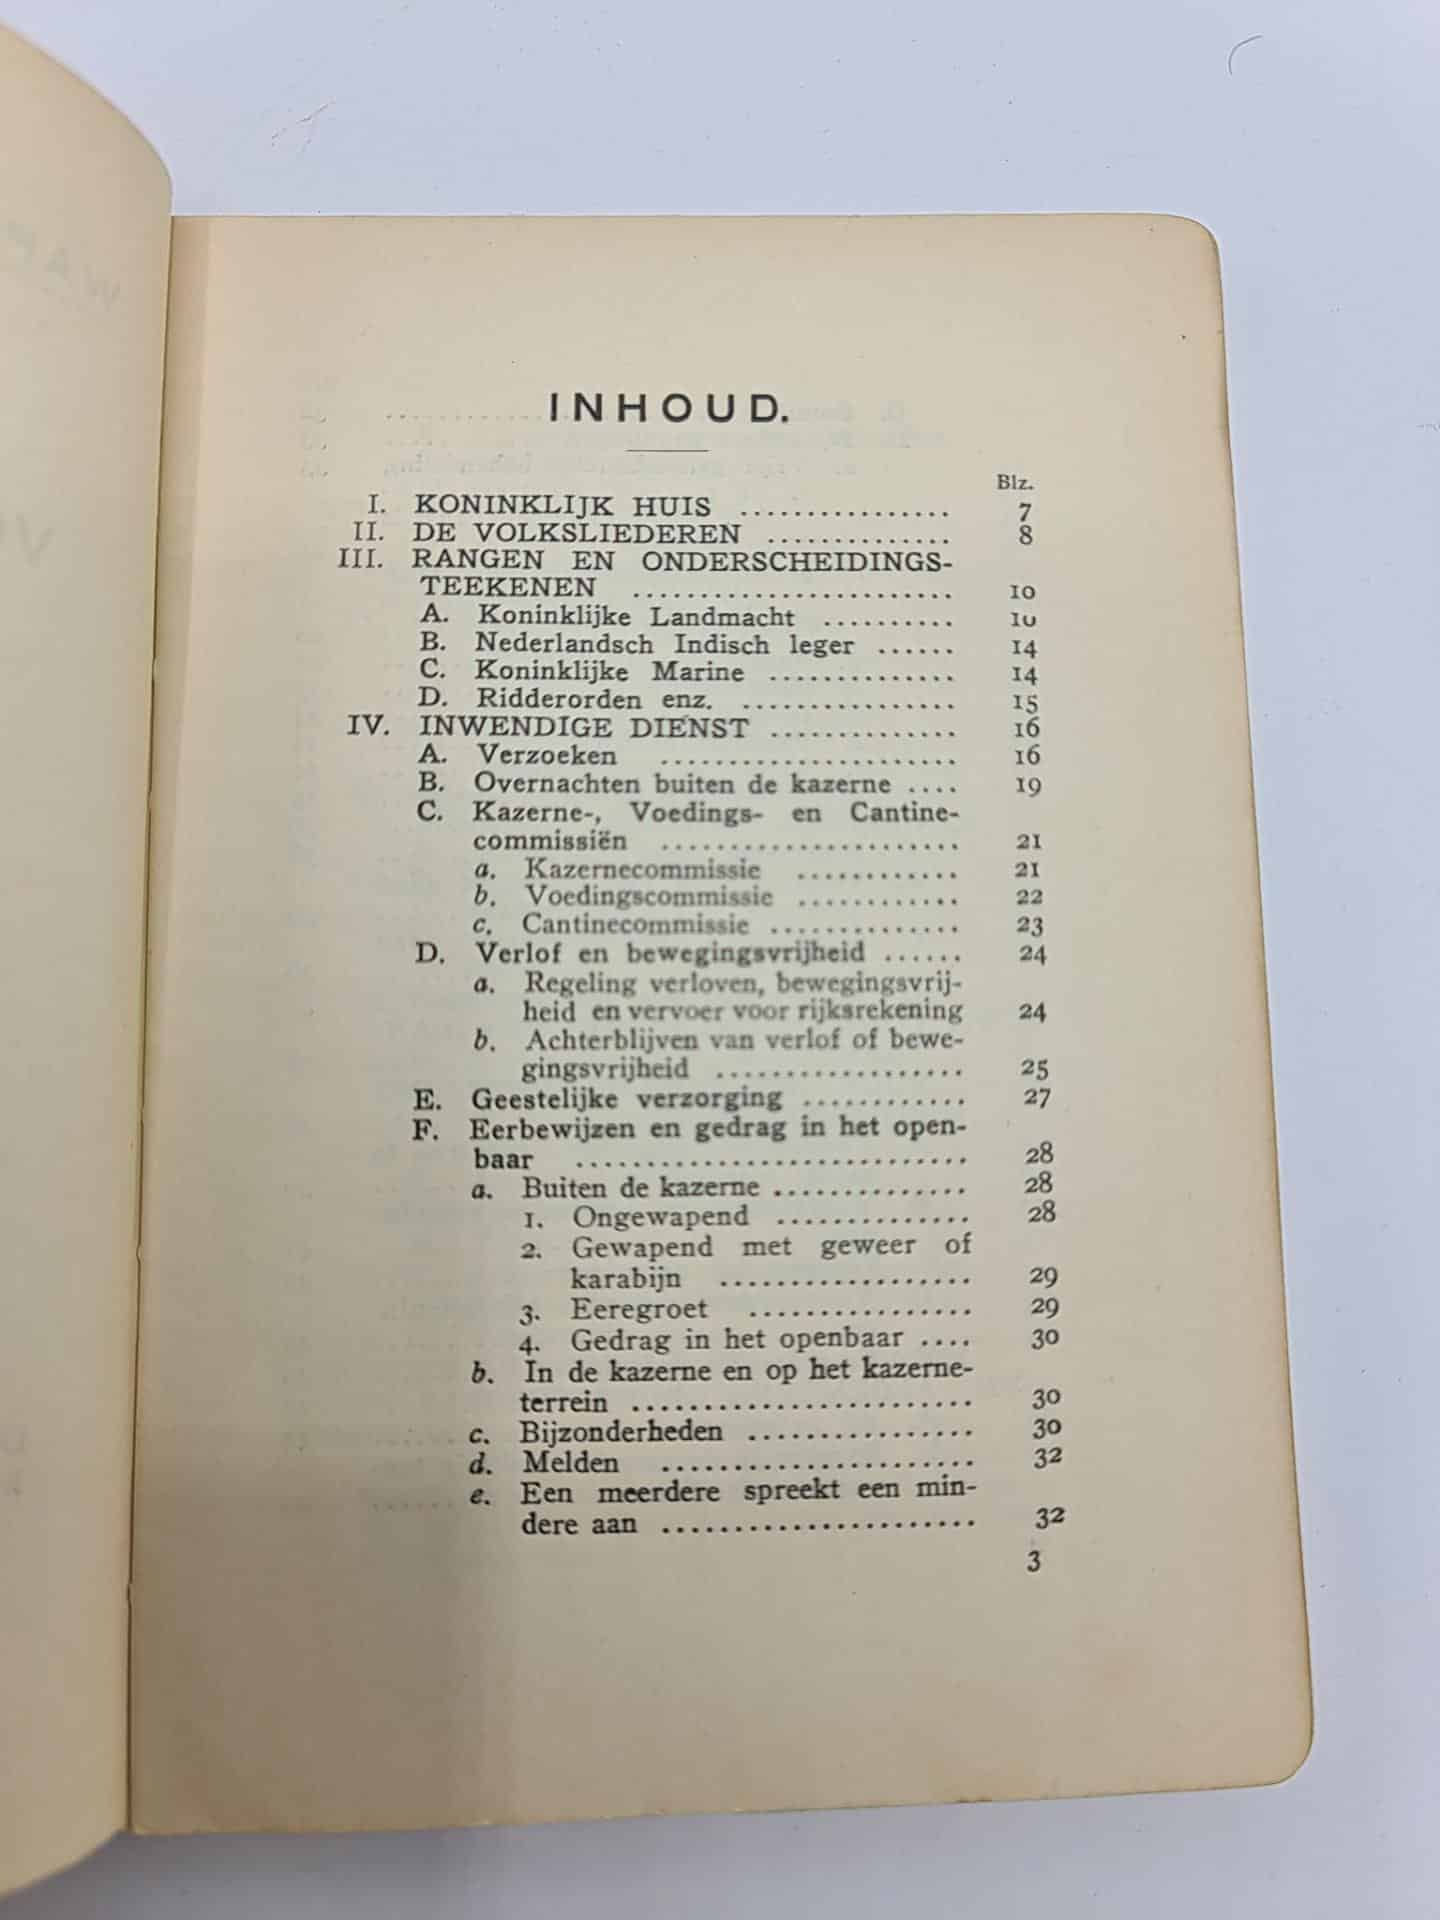 INHOUD.
Blz.
I. KONINKLIJK HUIS ................ 7
II. DE VOLKSLIEDEREN .............. 8
III. RANGEN EN ONDERSCHEIDINGS-
TEEKENEN ........................ 10
A. Koninklijke Landmacht .......... 10
B. Nederlandsch Indisch leger ...... 14
C. Koninklijke Marine .............. 14
D. Ridderorden enz. ................ 15
IV. INWENDIGE DIENST .............. 16
A. Verzoeken ...................... 16
B. Overnachten buiten de kazerne .... 19
C. Kazerne-, Voedings- en Cantine-
commissiën ...................... 21
a. Kazernecommissie ............ 21
b. Voedingscommissie ............ 22
c. Cantinecommissie .............. 23
D. Verlof en bewegingsvrijheid ...... 24
a. Regeling verloven, bewegingsvrij-
heid en vervoer voor rijksrekening 24
b. Achterblijven van verlof of bewe-
gingsvrijheid .................. 25
E. Geestelijke verzorging ............ 27
F. Eerbewijzen en gedrag in het open-
baar ............................ 28
a. Buiten de kazerne .............. 28
1. Ongewapend .............. 28
2. Gewapend met geweer of
karabijn .................. 29
3. Eeregroet ................ 29
4. Gedrag in het openbaar .... 30
b. In de kazerne en op het kazerne-
terrein ........................ 30
c. Bijzonderheden ................ 30
d. Melden ...................... 32
e. Een meerdere spreekt een min-
dere aan ...................... 32
3